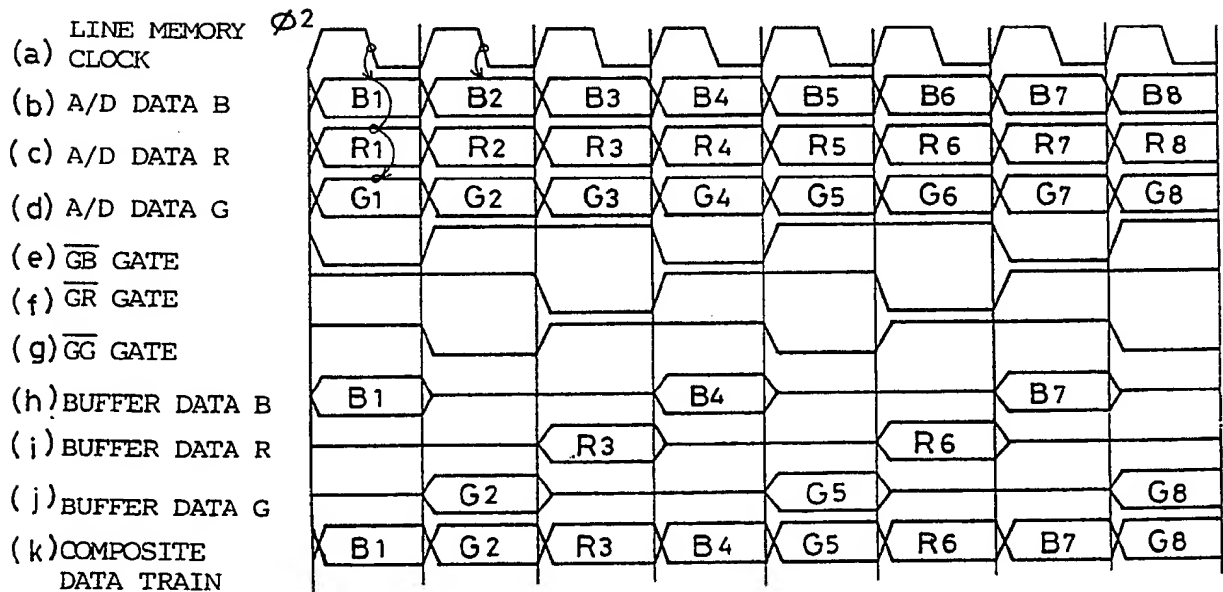 LINE MEMORY Ø2
(a) CLOCK
(b) A/D DATA B B1 B2 B3 B4 B5 B6 B7 B8
(c) A/D DATA R R1 R2 R3 R4 R5 R6 R7 R8
(d) A/D DATA G G1 G2 G3 G4 G5 G6 G7 G8
(e) G̅B̅ GATE
(f) G̅R̅ GATE
(g) G̅G̅ GATE
(h) BUFFER DATA B B1 B4 B7
(i) BUFFER DATA R R3 R6
(j) BUFFER DATA G G2 G5 G8
(k) COMPOSITE B1 G2 R3 B4 G5 R6 B7 G8
DATA TRAIN